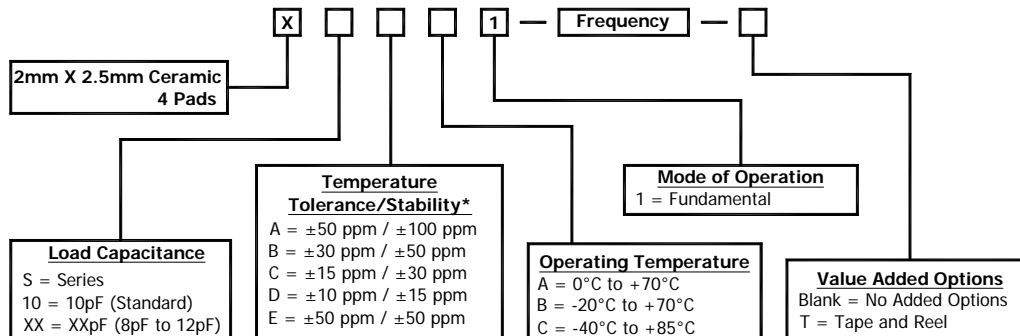 X 1 — Frequency —
2mm X 2.5mm Ceramic
4 Pads
Load Capacitance
S = Series
10 = 10pF (Standard)
XX = XXpF (8pF to 12pF)
Temperature
Tolerance/Stability*
A = ±50 ppm / ±100 ppm
B = ±30 ppm / ±50 ppm
C = ±15 ppm / ±30 ppm
D = ±10 ppm / ±15 ppm
E = ±50 ppm / ±50 ppm
Operating Temperature
A = 0°C to +70°C
B = -20°C to +70°C
C = -40°C to +85°C
Mode of Operation
1 = Fundamental
Value Added Options
Blank = No Added Options
T = Tape and Reel